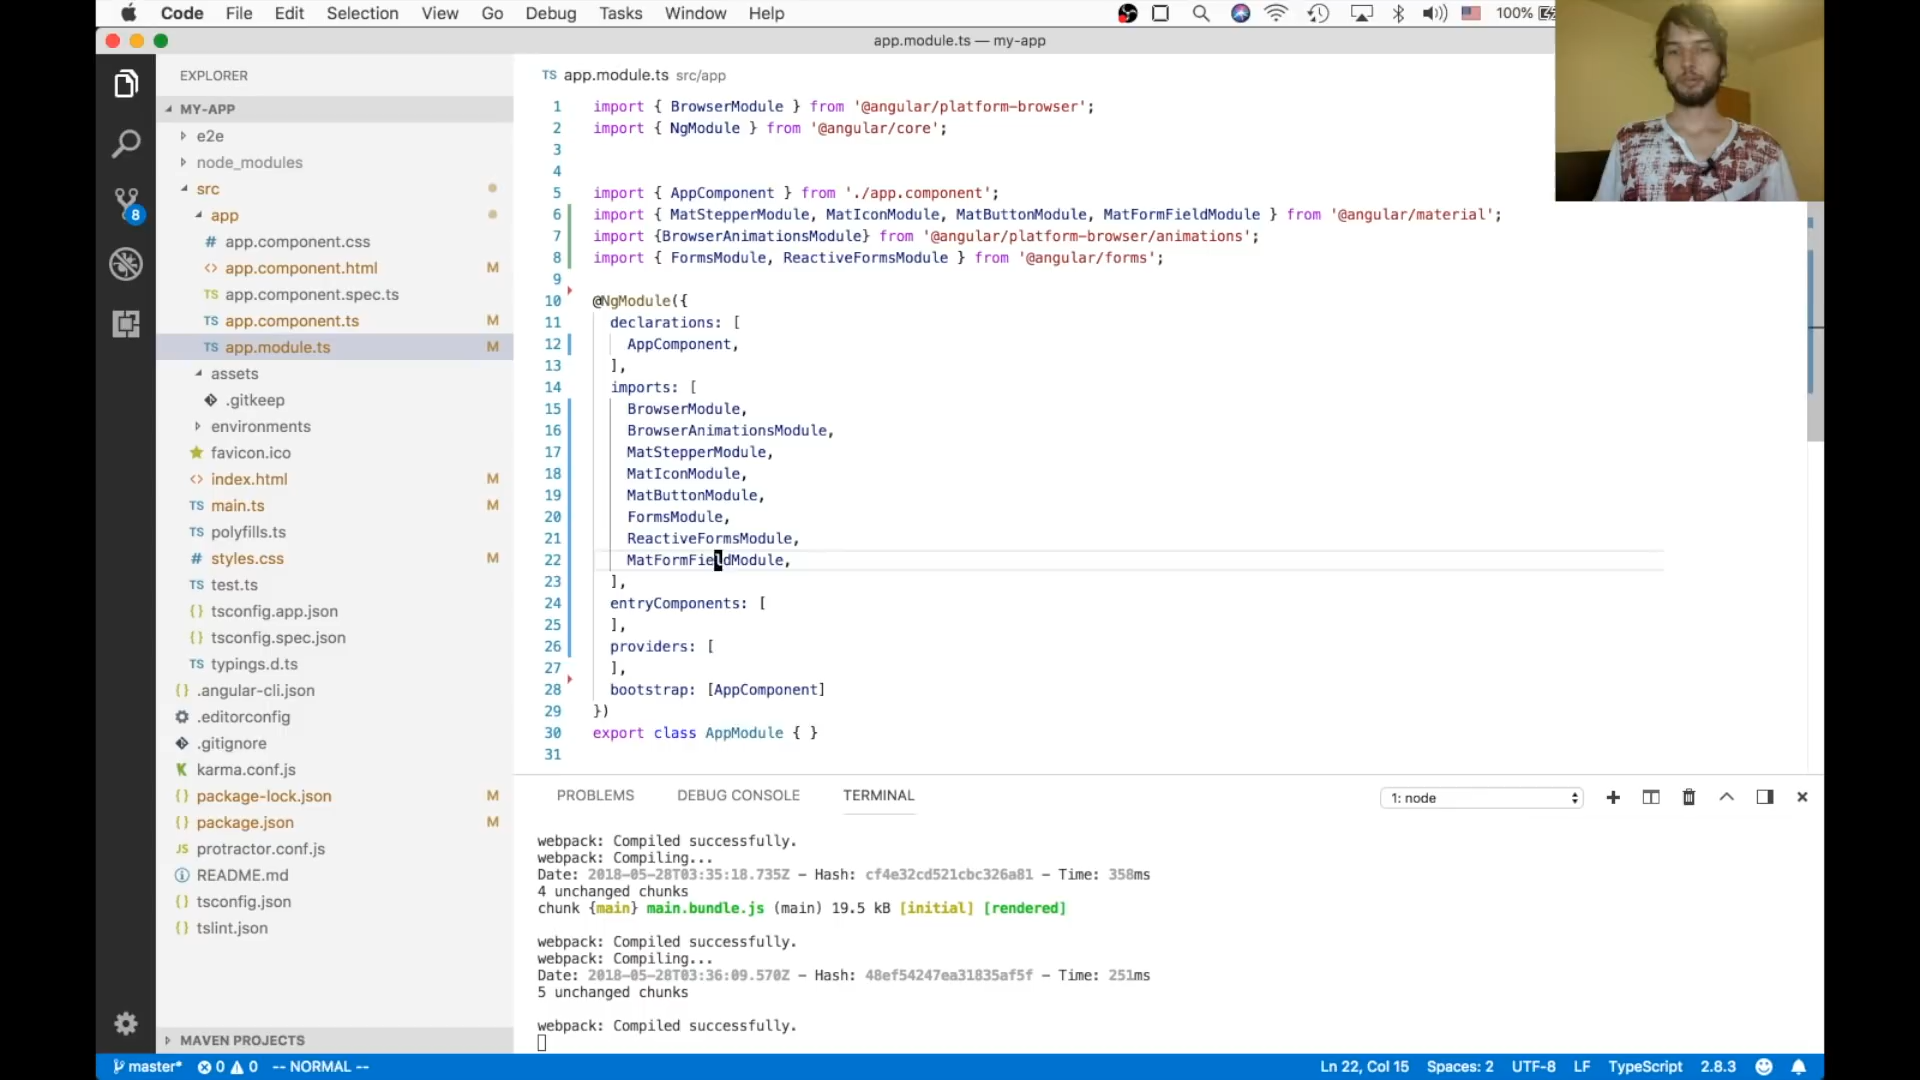 Code File Edit Selection View Go Debug Tasks Window Help 100%
app.module.ts — my-app
EXPLORER
MY-APP
e2e
node_modules
src
app
# app.component.css
<> app.component.html M
TS app.component.spec.ts
TS app.component.ts M
TS app.module.ts M
assets
.gitkeep
environments
favicon.ico
<> index.html M
TS main.ts M
TS polyfills.ts
# styles.css M
TS test.ts
{} tsconfig.app.json
{} tsconfig.spec.json
TS typings.d.ts
{} .angular-cli.json
.editorconfig
.gitignore
K karma.conf.js
{} package-lock.json M
{} package.json M
JS protractor.conf.js
README.md
{} tsconfig.json
{} tslint.json
MAVEN PROJECTS
8
TS app.module.ts src/app
1 import { BrowserModule } from '@angular/platform-browser';
2 import { NgModule } from '@angular/core';
3
4
5 import { AppComponent } from './app.component';
6 import { MatStepperModule, MatIconModule, MatButtonModule, MatFormFieldModule } from '@angular/material';
7 import {BrowserAnimationsModule} from '@angular/platform-browser/animations';
8 import { FormsModule, ReactiveFormsModule } from '@angular/forms';
9
10 @NgModule({
11 declarations: [
12 AppComponent,
13 ],
14 imports: [
15 BrowserModule,
16 BrowserAnimationsModule,
17 MatStepperModule,
18 MatIconModule,
19 MatButtonModule,
20 FormsModule,
21 ReactiveFormsModule,
22 MatFormFieldModule,
23 ],
24 entryComponents: [
25 ],
26 providers: [
27 ],
28 bootstrap: [AppComponent]
29 })
30 export class AppModule { }
31
PROBLEMS DEBUG CONSOLE TERMINAL 1: node
webpack: Compiled successfully.
webpack: Compiling...
Date: 2018-05-28T03:35:18.735Z - Hash: cf4e32cd521cbc326a81 - Time: 358ms
4 unchanged chunks
chunk {main} main.bundle.js (main) 19.5 kB [initial] [rendered]
webpack: Compiled successfully.
webpack: Compiling...
Date: 2018-05-28T03:36:09.570Z - Hash: 48ef54247ea31835af5f - Time: 251ms
5 unchanged chunks
webpack: Compiled successfully.
master* 0 0 -- NORMAL -- Ln 22, Col 15 Spaces: 2 UTF-8 LF TypeScript 2.8.3